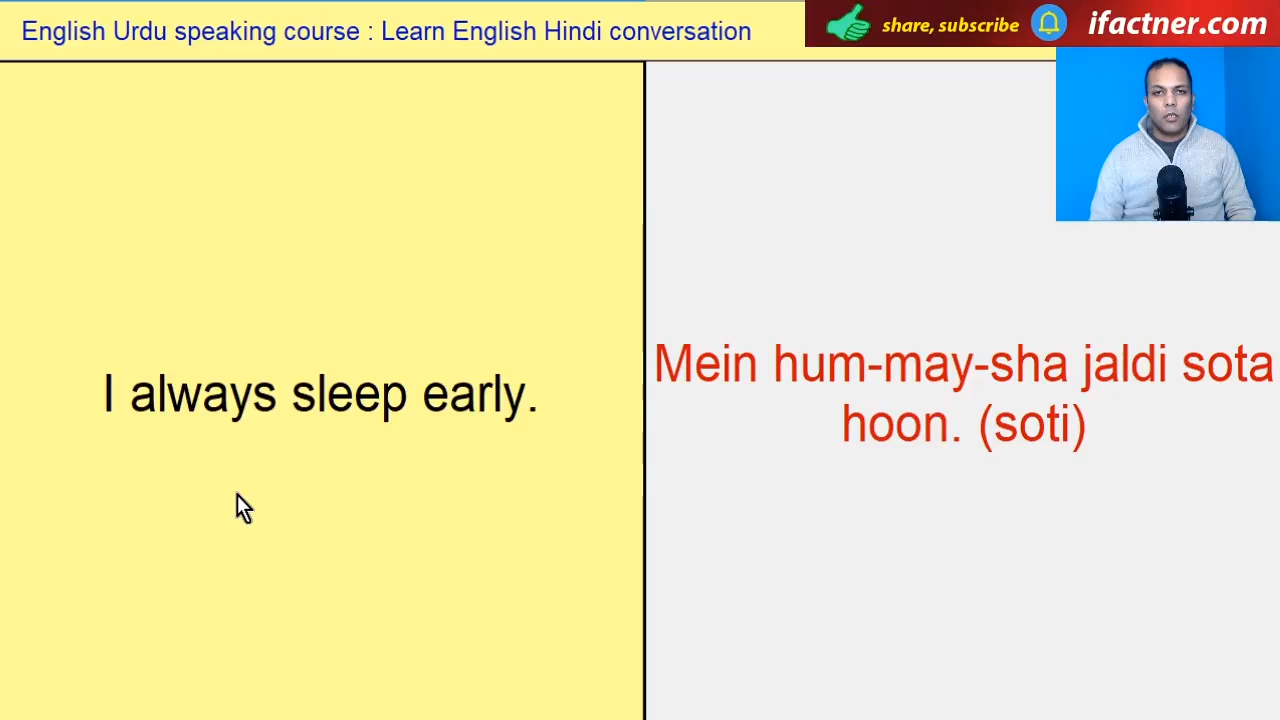 English Urdu speaking course : Learn English Hindi conversation
share, subscribe
ifactner.com
I always sleep early.
Mein hum-may-sha jaldi sota
hoon. (soti)